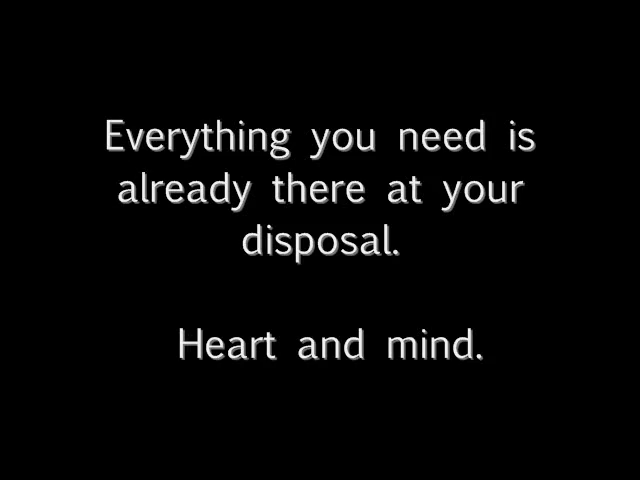 Everything you need is
already there at your
disposal.
Heart and mind.